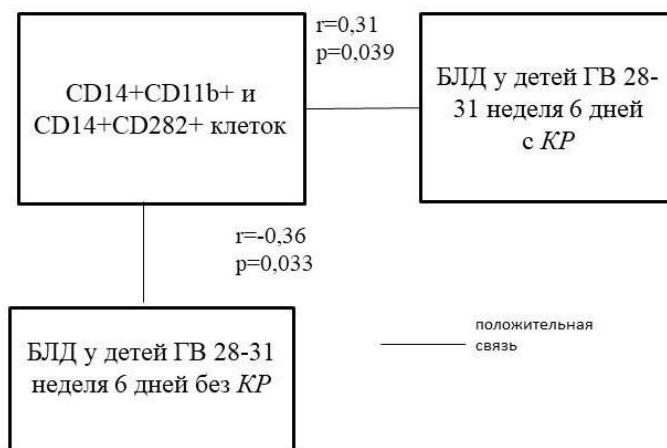 CD14+CD11b+ и
CD14+CD282+ клеток
r=0,31
p=0,039
БЛД у детей ГВ 28-
31 неделя 6 дней
с КР
r=-0,36
p=0,033
БЛД у детей ГВ 28-31
неделя 6 дней без КР
положительная
связь